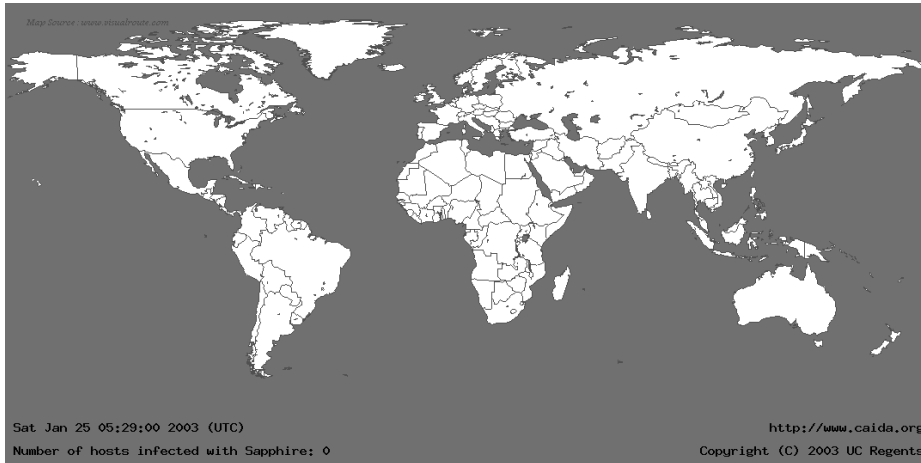 Map Source: www.visualroute.com
Sat Jan 25 05:29:00 2003 (UTC)
http://www.caida.org
Number of hosts infected with Sapphire: 0
Copyright (C) 2003 UC Regents